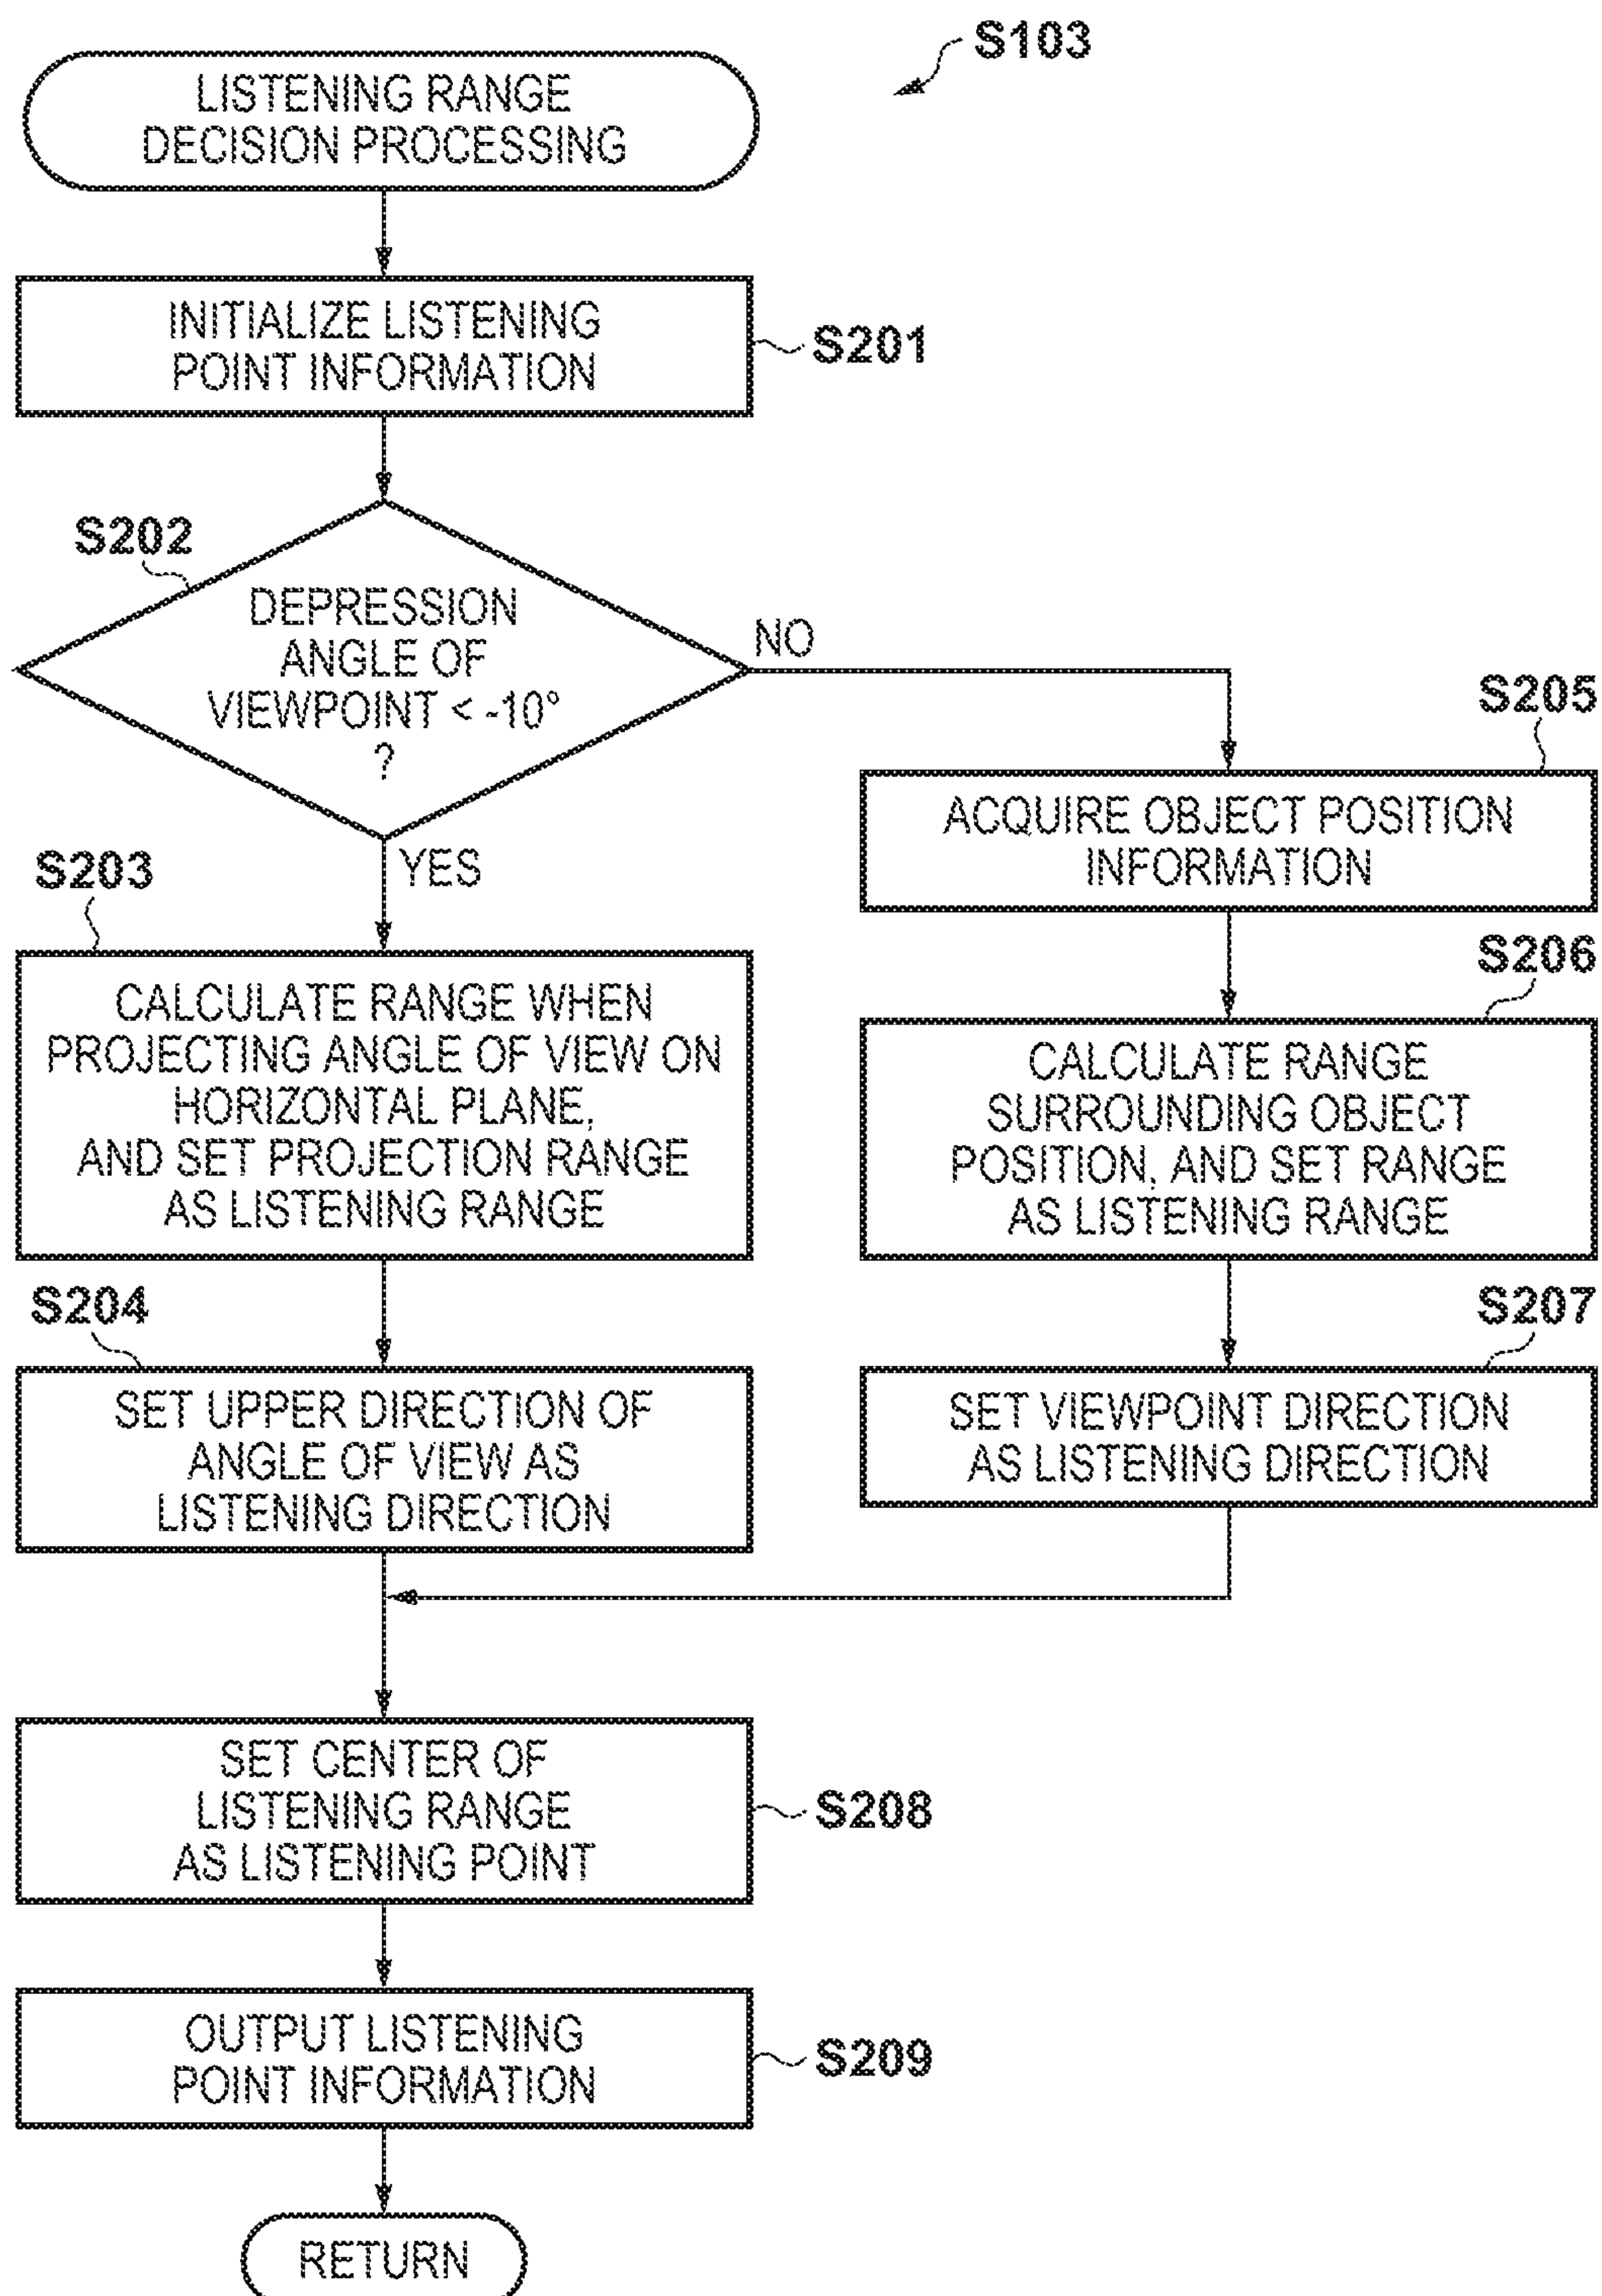 S103
LISTENING RANGE
DECISION PROCESSING
INITIALIZE LISTENING
POINT INFORMATION
S201
S202
DEPRESSION
ANGLE OF
VIEWPOINT < -10°
?
NO
YES
S203
CALCULATE RANGE WHEN
PROJECTING ANGLE OF VIEW ON
HORIZONTAL PLANE,
AND SET PROJECTION RANGE
AS LISTENING RANGE
S204
SET UPPER DIRECTION OF
ANGLE OF VIEW AS
LISTENING DIRECTION
S205
ACQUIRE OBJECT POSITION
INFORMATION
S206
CALCULATE RANGE
SURROUNDING OBJECT
POSITION, AND SET RANGE
AS LISTENING RANGE
S207
SET VIEWPOINT DIRECTION
AS LISTENING DIRECTION
SET CENTER OF
LISTENING RANGE
AS LISTENING POINT
S208
OUTPUT LISTENING
POINT INFORMATION
S209
RETURN